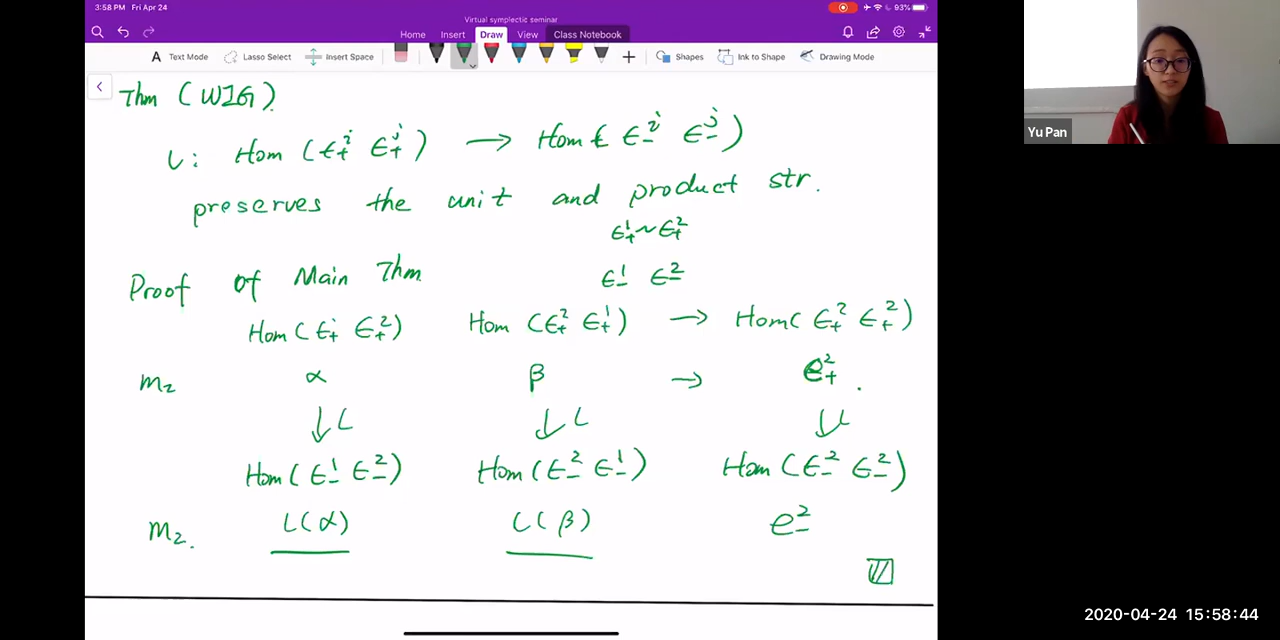 3:58 PM Fri Apr 24
93%
Virtual symplectic seminar
Home Insert Draw View Class Notebook
Text Mode Lasso Select Insert Space Shapes Ink to Shape Drawing Mode
Thm (WIG)
ι: Hom (ε₊ⁱ ε₊ʲ) → Hom ( ε₋ⁱ ε₋ʲ)
preserves the unit and product str.
ε₊¹ ~ ε₊²
Proof of Main Thm
ε₋¹ ε₋²
Hom (ε₊¹ ε₊²) Hom (ε₊² ε₊¹) → Hom( ε₊² ε₊²)
m₂ α β → e₊² .
↓ι ↓ι ↓ι
Hom(ε₋¹ ε₋²) Hom(ε₋² ε₋¹) Hom (ε₋² ε₋²)
m₂. ι(α) ι(β) e₋²
Yu Pan
2020-04-24 15:58:44